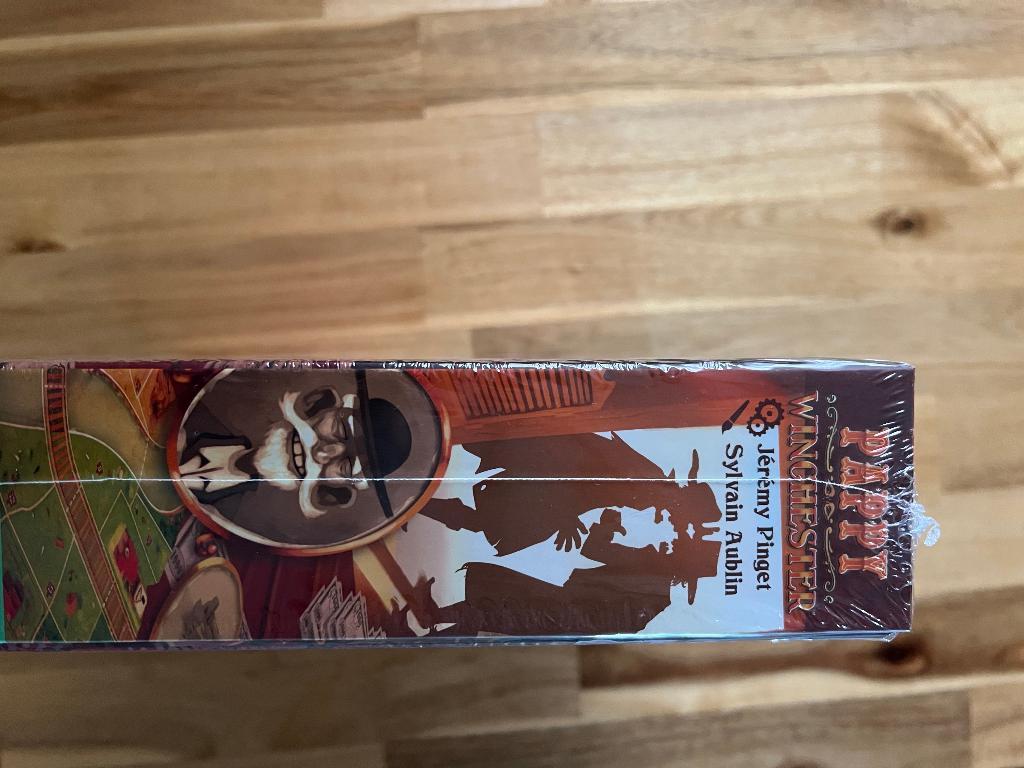 PAPPY
WINCHESTER
Jérémy Pinget
Sylvain Aublin